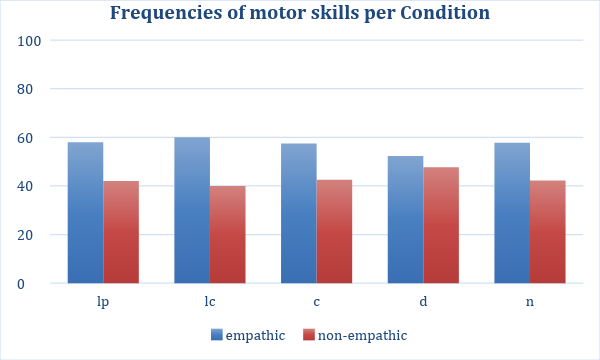 Frequencies of motor skills per Condition
100
80
60
40
20
0
lp lc c d n
empathic non-empathic